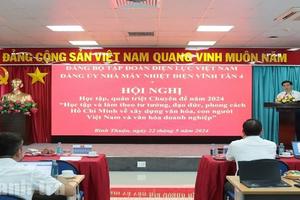 ĐẢNG CỘNG SẢN VIỆT NAM QUANG VINH MUÔN NĂM
ĐẢNG BỘ TẬP ĐOÀN ĐIỆN LỰC VIỆT NAM
ĐẢNG ỦY NHÀ MÁY NHIỆT ĐIỆN VĨNH TÂN 4
HỘI NGHỊ
Học tập, quán triệt Chuyên đề năm 2024
"Học tập và làm theo tư tưởng, đạo đức, phong cách
Hồ Chí Minh về xây dựng văn hóa, con người
Việt Nam và văn hóa doanh nghiệp"
Bình Thuận, ngày 22 tháng 5 năm 2024